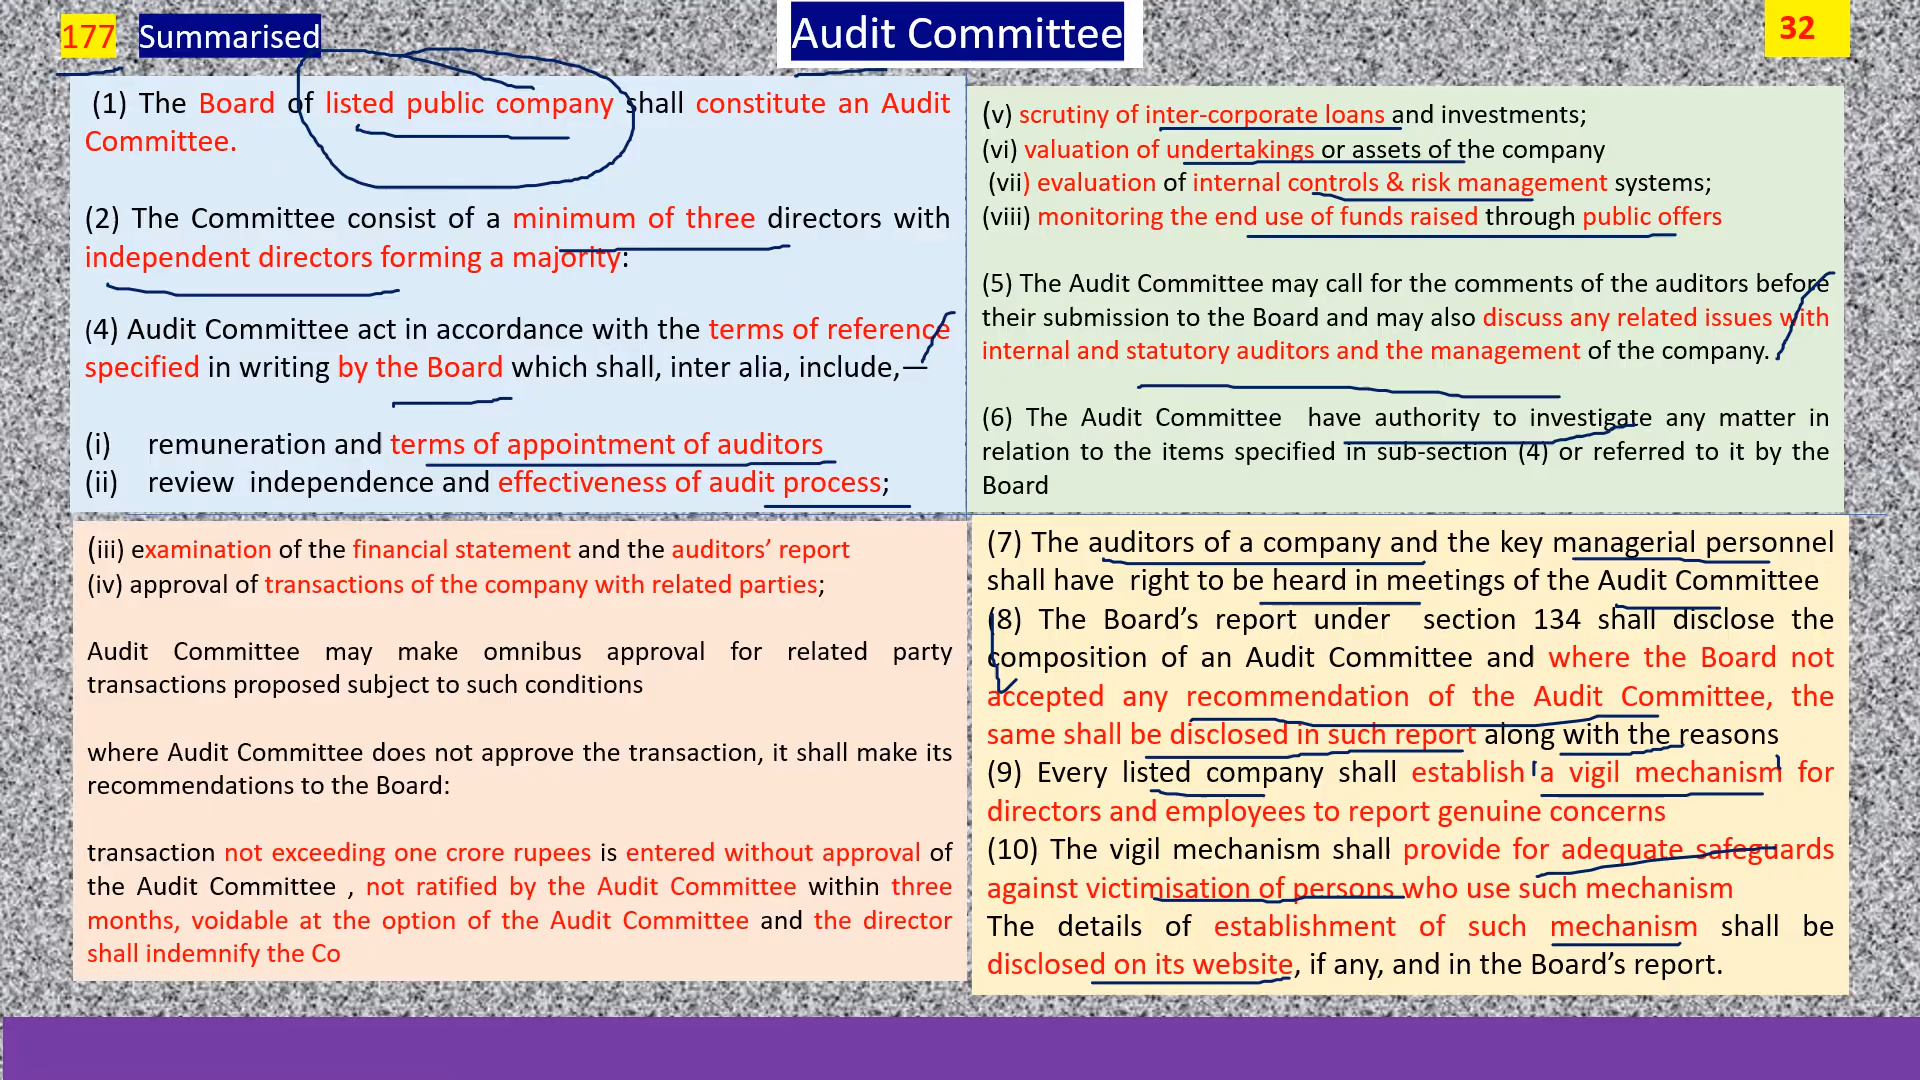 177 Summarised
Audit Committee
32
(1) The Board of listed public company shall constitute an Audit
Committee.
(2) The Committee consist of a minimum of three directors with
independent directors forming a majority:
(4) Audit Committee act in accordance with the terms of reference
specified in writing by the Board which shall, inter alia, include,—
(i) remuneration and terms of appointment of auditors
(ii) review independence and effectiveness of audit process;
(iii) examination of the financial statement and the auditors’ report
(iv) approval of transactions of the company with related parties;
Audit Committee may make omnibus approval for related party
transactions proposed subject to such conditions
where Audit Committee does not approve the transaction, it shall make its
recommendations to the Board:
transaction not exceeding one crore rupees is entered without approval of
the Audit Committee , not ratified by the Audit Committee within three
months, voidable at the option of the Audit Committee and the director
shall indemnify the Co
(v) scrutiny of inter-corporate loans and investments;
(vi) valuation of undertakings or assets of the company
(vii) evaluation of internal controls & risk management systems;
(viii) monitoring the end use of funds raised through public offers
(5) The Audit Committee may call for the comments of the auditors before
their submission to the Board and may also discuss any related issues with
internal and statutory auditors and the management of the company.
(6) The Audit Committee have authority to investigate any matter in
relation to the items specified in sub-section (4) or referred to it by the
Board
(7) The auditors of a company and the key managerial personnel
shall have right to be heard in meetings of the Audit Committee
(8) The Board’s report under section 134 shall disclose the
composition of an Audit Committee and where the Board not
accepted any recommendation of the Audit Committee, the
same shall be disclosed in such report along with the reasons
(9) Every listed company shall establish a vigil mechanism for
directors and employees to report genuine concerns
(10) The vigil mechanism shall provide for adequate safeguards
against victimisation of persons who use such mechanism
The details of establishment of such mechanism shall be
disclosed on its website, if any, and in the Board’s report.